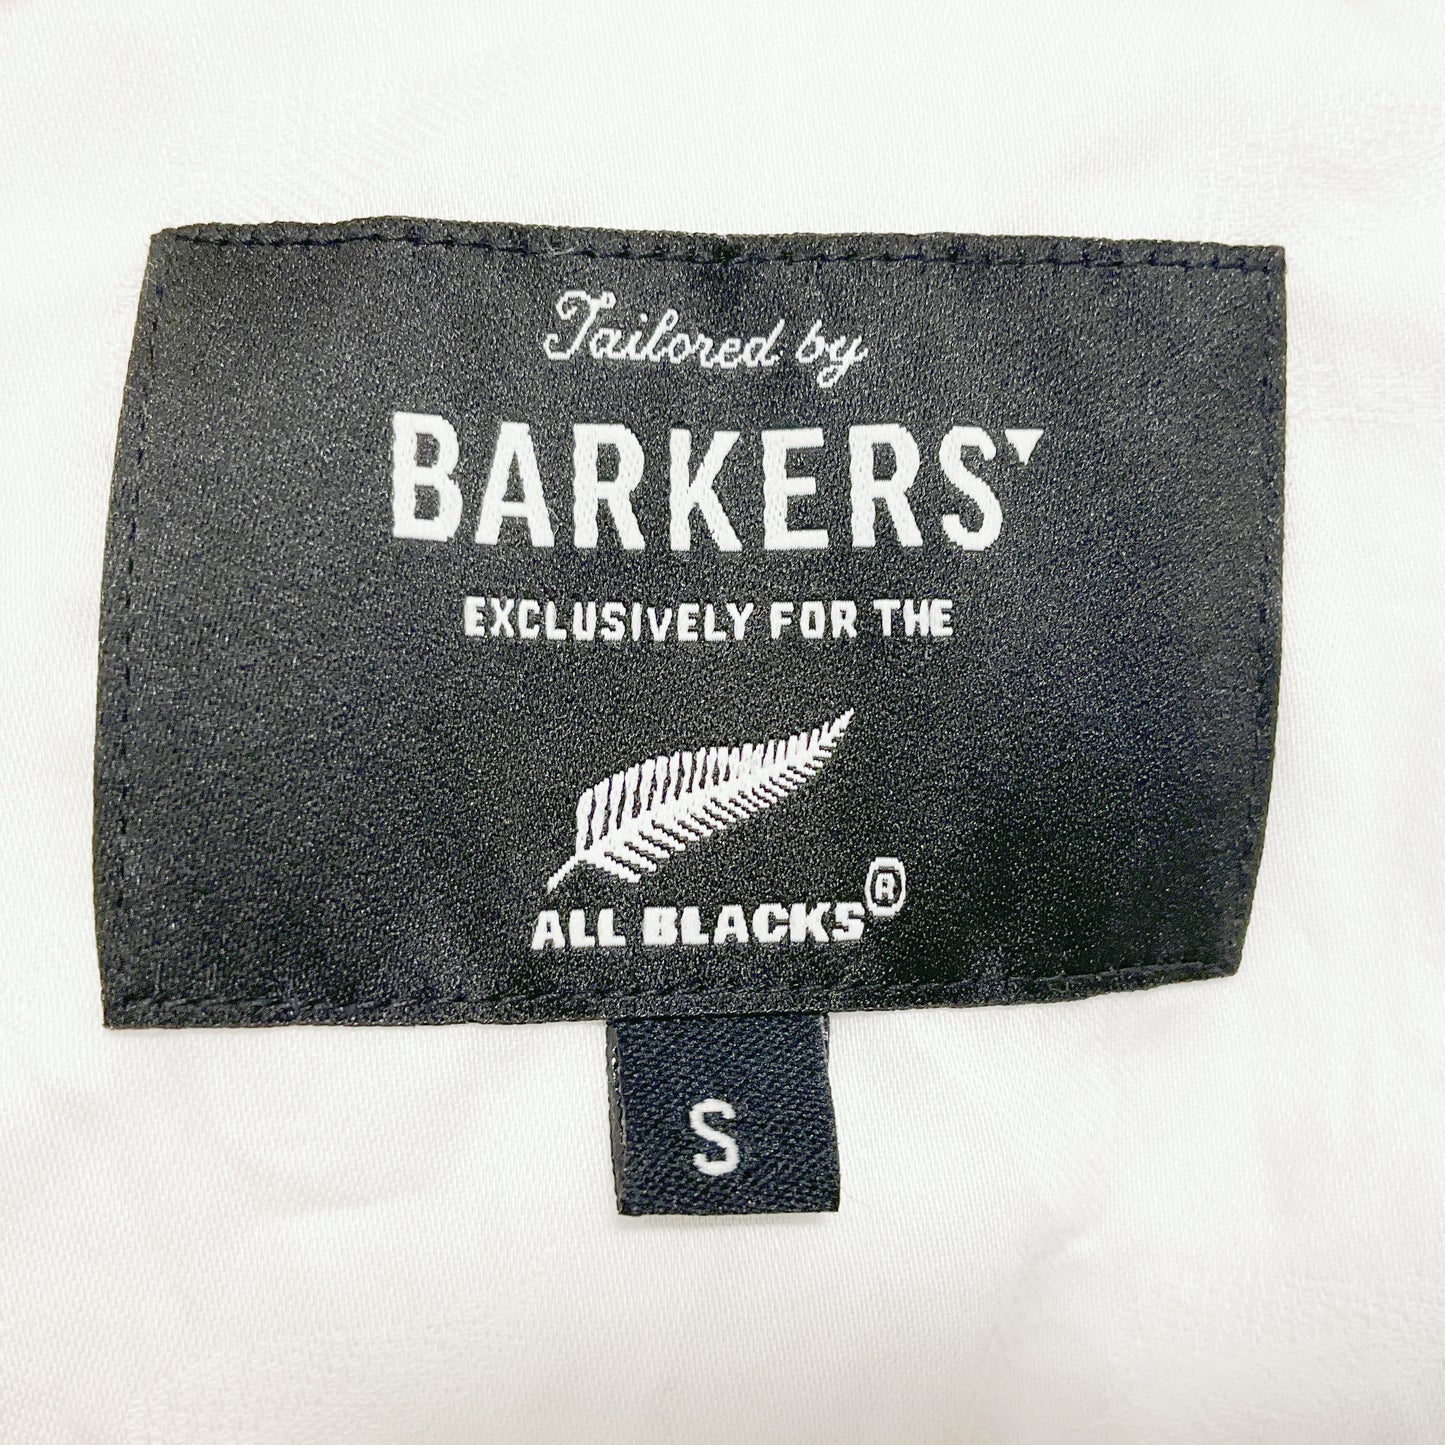 Tailored by
BARKERS
EXCLUSIVELY FOR THE
ALL BLACKS®
S